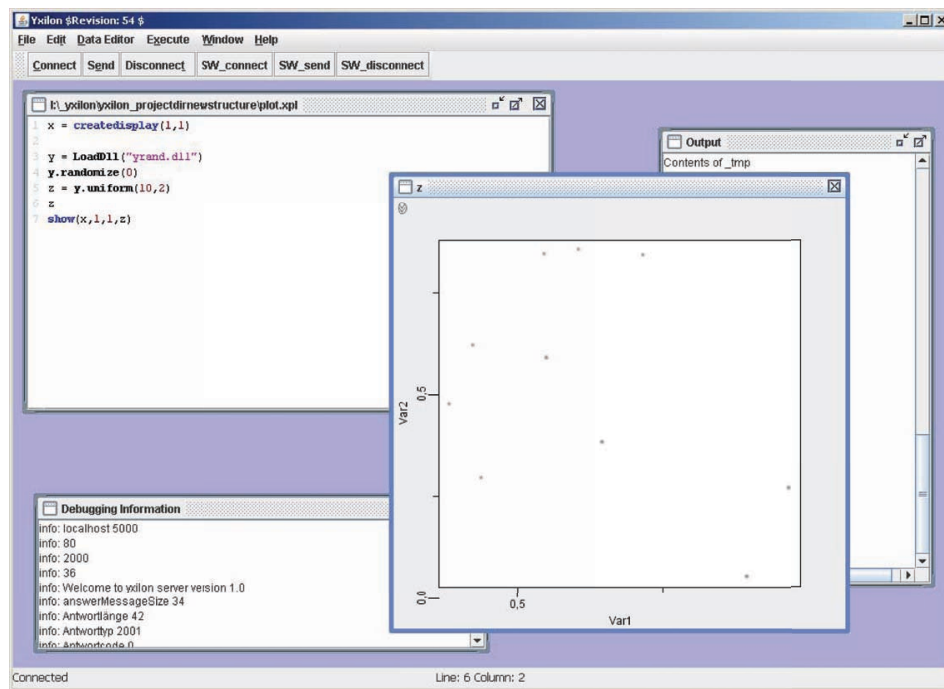 Yxilon $Revision: 54 $
File Edit Data Editor Execute Window Help
Connect Send Disconnect SW_connect SW_send SW_disconnect
I:\_yxilon\yxilon_projectdirnewstructure\plot.xpl
1 x = createdisplay(1,1)
2
3 y = LoadDll("yrand.dll")
4 y.randomize(0)
5 z = y.uniform(10,2)
6 z
7 show(x,1,1,z)
Output
Contents of _tmp
z
Var2
0,5
0,0
0,5
Var1
Debugging Information
info: localhost 5000
info: 80
info: 2000
info: 36
info: Welcome to yxilon server version 1.0
info: answerMessageSize 34
info: Antwortlänge 42
info: Antworttyp 2001
info: Antwortcode 0
Connected
Line: 6 Column: 2